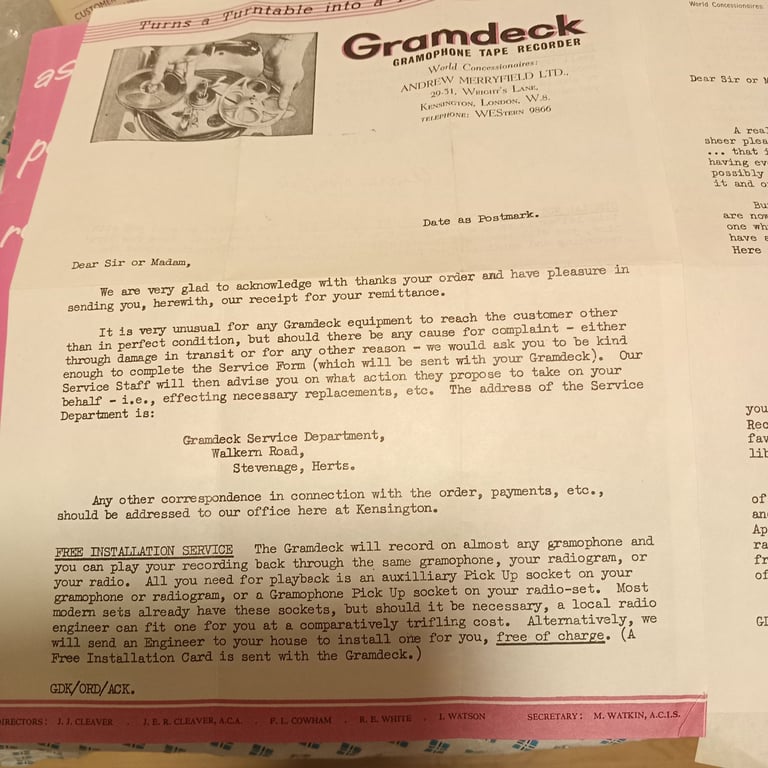 CUSTOMER
Turns a Turntable into a
Gramdeck
GRAMOPHONE TAPE RECORDER
World Concessionaires:
ANDREW MERRYFIELD LTD.,
29-31, WRIGHT'S LANE,
KENSINGTON, LONDON, W.8.
TELEPHONE: WEStern 9866
Date as Postmark.
Dear Sir or Madam,
We are very glad to acknowledge with thanks your order and have pleasure in
sending you, herewith, our receipt for your remittance.
It is very unusual for any Gramdeck equipment to reach the customer other
than in perfect condition, but should there be any cause for complaint - either
through damage in transit or for any other reason - we would ask you to be kind
enough to complete the Service Form (which will be sent with your Gramdeck). Our
Service Staff will then advise you on what action they propose to take on your
behalf - i.e., effecting necessary replacements, etc. The address of the Service
Department is:
Gramdeck Service Department,
Walkern Road,
Stevenage, Herts.
Any other correspondence in connection with the order, payments, etc.,
should be addressed to our office here at Kensington.
FREE INSTALLATION SERVICE The Gramdeck will record on almost any gramophone and
you can play your recording back through the same gramophone, your radiogram, or
your radio. All you need for playback is an auxilliary Pick Up socket on your
gramophone or radiogram, or a Gramophone Pick Up socket on your radio-set. Most
modern sets already have these sockets, but should it be necessary, a local radio
engineer can fit one for you at a comparatively trifling cost. Alternatively, we
will send an Engineer to your house to install one for you, free of charge. (A
Free Installation Card is sent with the Gramdeck.)
GDK/ORD/ACK.
DIRECTORS: J. J. CLEAVER . J. E. R. CLEAVER, A.C.A. . F. L. COWHAM . R. E. WHITE . I. WATSON SECRETARY: M. WATKIN, A.C.I.S.
as
World Concessionaires:
Dear Sir or
A real
sheer plea
... that i
having ev
possibly
it and o
Bu
are now
one wh
have a
Here
you
Rec
fav
lib
of
and
Ap
ra
fr
of